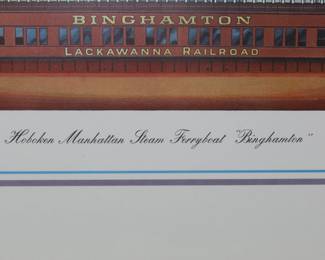 BINGHAMTON
LACKAWANNA RAILROAD
Hoboken Manhattan Steam Ferryboat "Binghamton"